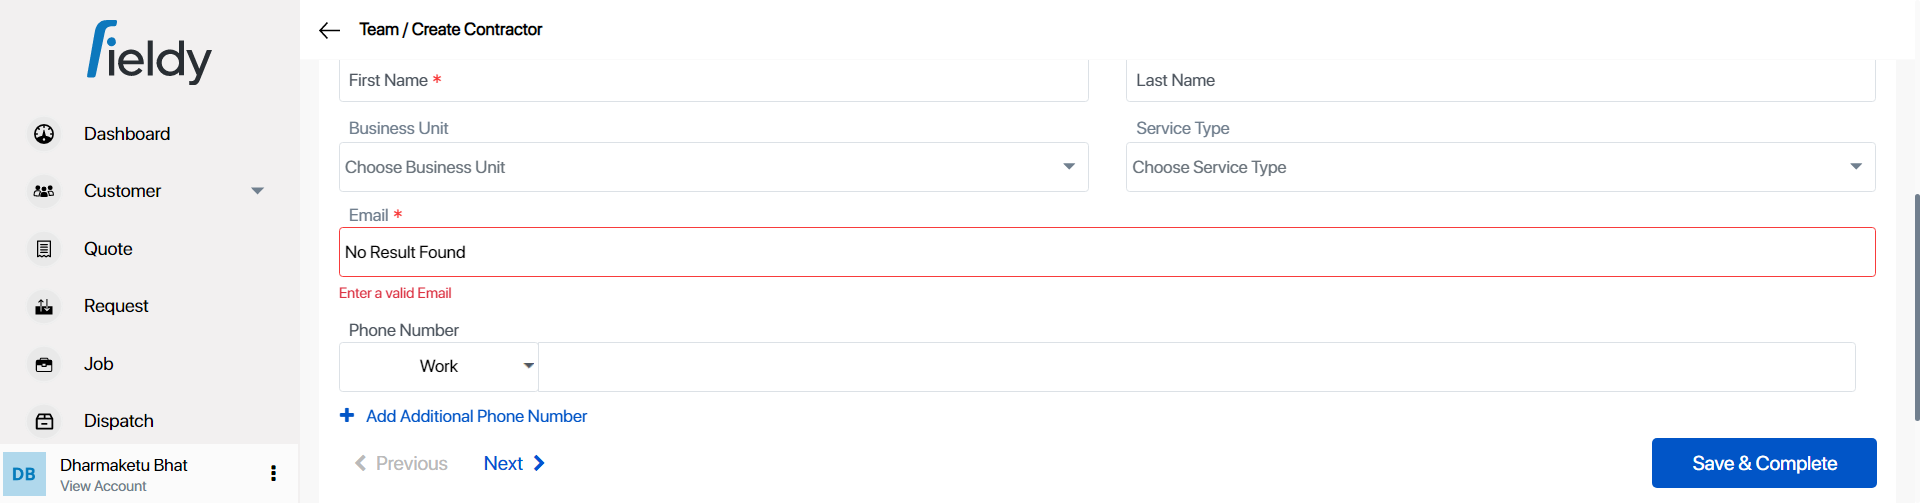 fieldy
Dashboard
Customer
Quote
Request
Job
Dispatch
DB
Dharmaketu Bhat
View Account
Team / Create Contractor
First Name *
Last Name
Business Unit
Service Type
Choose Business Unit
Choose Service Type
Email *
No Result Found
Enter a valid Email
Phone Number
Work
+ Add Additional Phone Number
Previous
Next
Save & Complete